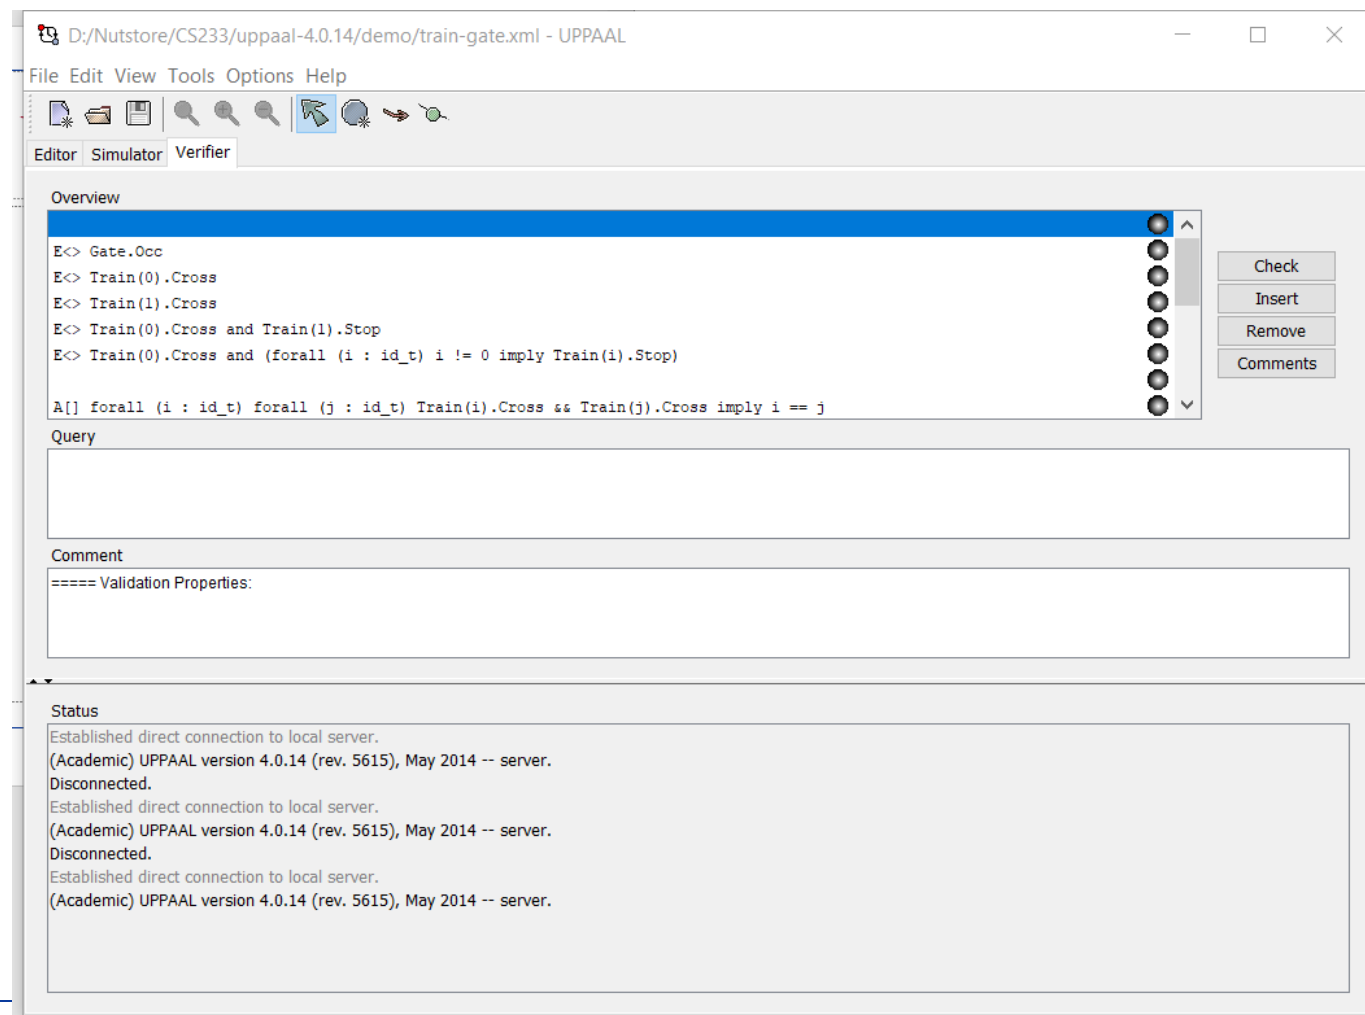 D:/Nutstore/CS233/uppaal-4.0.14/demo/train-gate.xml - UPPAAL
File Edit View Tools Options Help
Editor Simulator Verifier
Overview
E<> Gate.Occ
E<> Train(0).Cross
E<> Train(1).Cross
E<> Train(0).Cross and Train(1).Stop
E<> Train(0).Cross and (forall (i : id_t) i != 0 imply Train(i).Stop)
A[] forall (i : id_t) forall (j : id_t) Train(i).Cross && Train(j).Cross imply i == j
Check
Insert
Remove
Comments
Query
Comment
===== Validation Properties:
Status
Established direct connection to local server.
(Academic) UPPAAL version 4.0.14 (rev. 5615), May 2014 -- server.
Disconnected.
Established direct connection to local server.
(Academic) UPPAAL version 4.0.14 (rev. 5615), May 2014 -- server.
Disconnected.
Established direct connection to local server.
(Academic) UPPAAL version 4.0.14 (rev. 5615), May 2014 -- server.